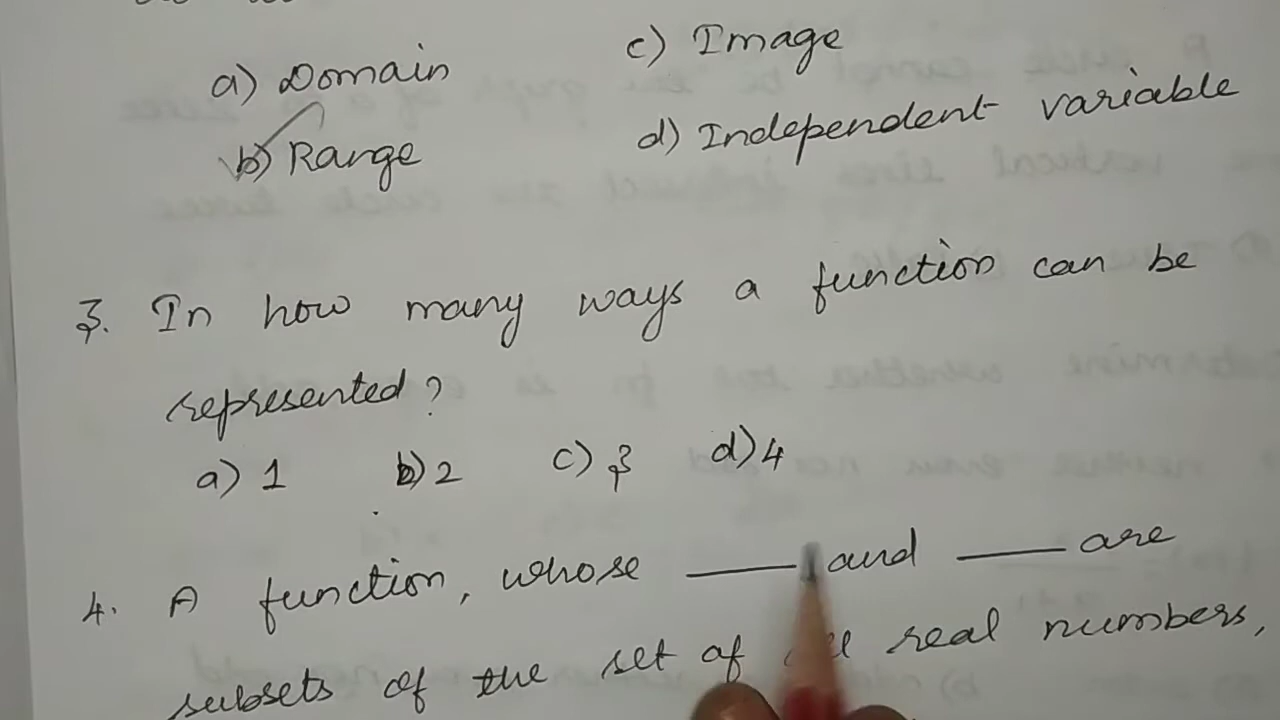 a) Domain
c) Image
b) Range
d) Independent variable
3. In how many ways a function can be
represented?
a) 1 b) 2 c) 3 d) 4
4. A function, whose ____ and ____ are
subsets of the set of real numbers,